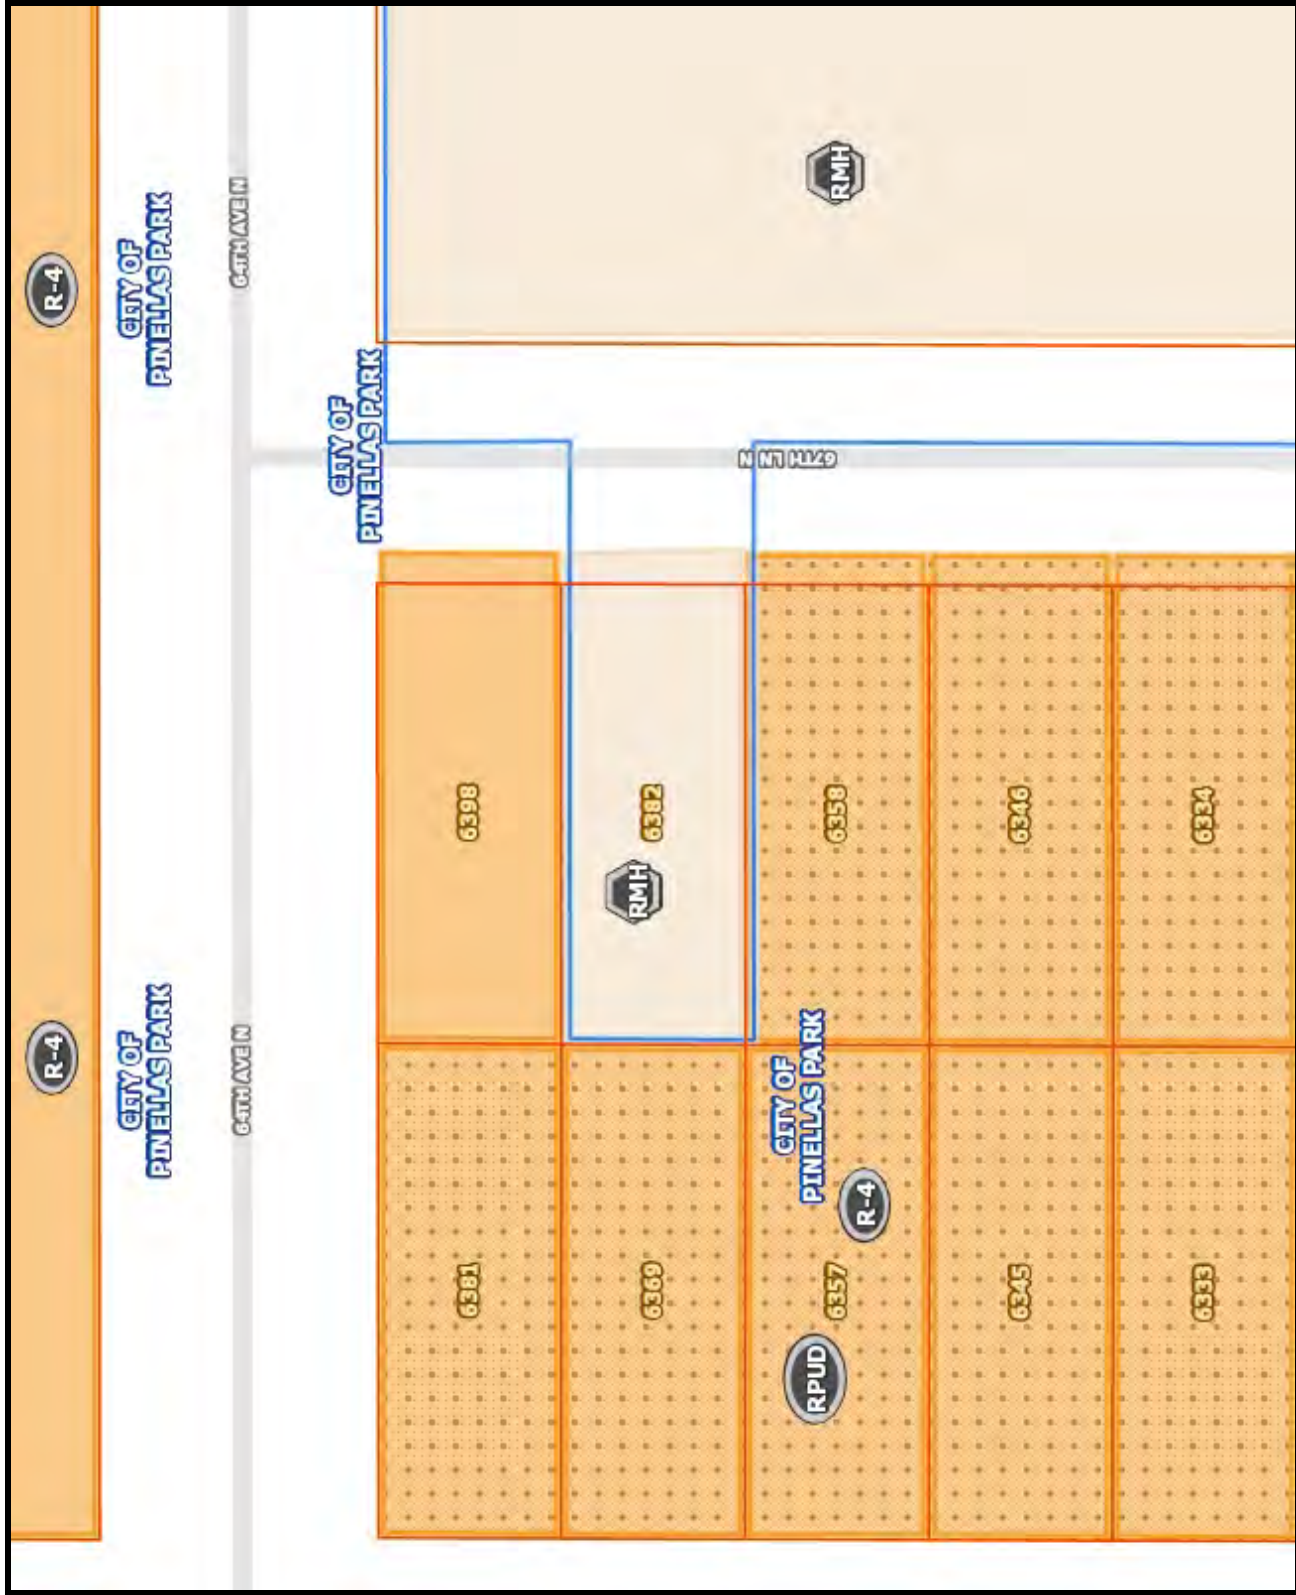 R-4
R-4
CITY OF
PINELLAS PARK
CITY OF
PINELLAS PARK
64TH AVE N
64TH AVE N
CITY OF
PINELLAS PARK
6381
6398
6369
RMH
6382
67TH LN N
RMH
CITY OF
PINELLAS PARK
RPUD
6357
R-4
6358
6345
6346
6333
6334